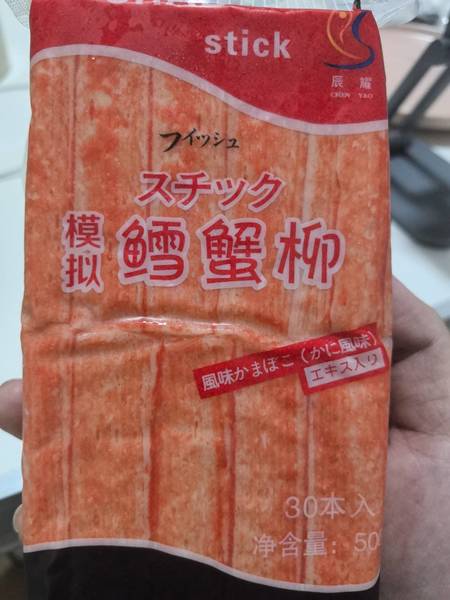 stick
辰 耀
CHEN YAO
フィッシュ
スチック
模拟
鳕蟹柳
風味かまぼこ（かに風味）
エキス入り
30本入
净含量：50